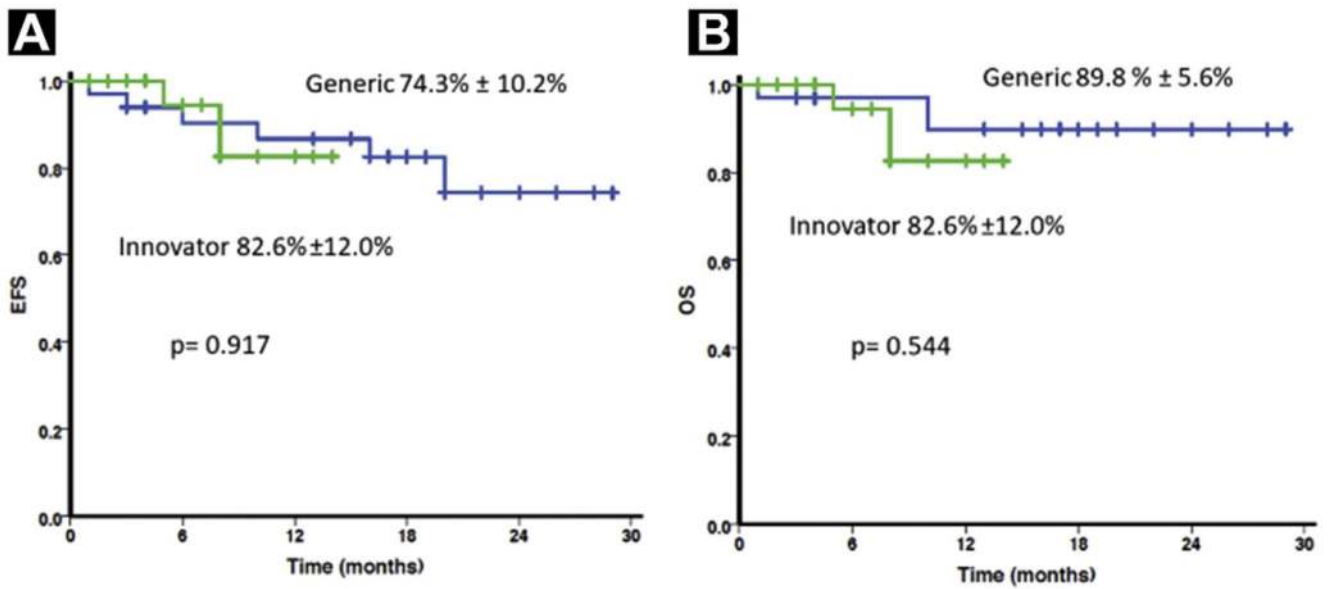 A
Generic 74.3% ± 10.2%
Innovator 82.6%±12.0%
p= 0.917
EFS
1.0
0.8
0.6
0.4
0.2
0.0
0 6 12 18 24 30
Time (months)
B
Generic 89.8 % ± 5.6%
Innovator 82.6%±12.0%
p= 0.544
OS
1.0
0.8
0.6
0.4
0.2
0.0
0 6 12 18 24 30
Time (months)